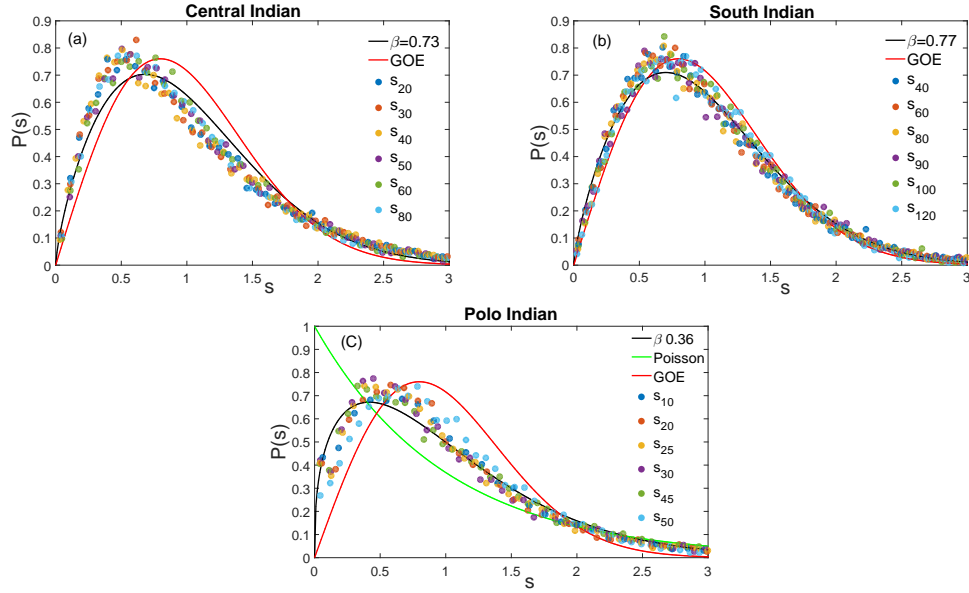 Central Indian
(a)
β=0.73
GOE
s20
s30
s40
s50
s60
s80
P(s)
0.9
0.8
0.7
0.6
0.5
0.4
0.3
0.2
0.1
0
0 0.5 1 1.5 2 2.5 3
s
South Indian
(b)
β=0.77
GOE
s40
s60
s80
s90
s100
s120
P(s)
0.9
0.8
0.7
0.6
0.5
0.4
0.3
0.2
0.1
0
0 0.5 1 1.5 2 2.5 3
s
Polo Indian
(C)
β 0.36
Poisson
GOE
s10
s20
s25
s30
s45
s50
P(s)
1
0.9
0.8
0.7
0.6
0.5
0.4
0.3
0.2
0.1
0
0 0.5 1 1.5 2 2.5 3
s